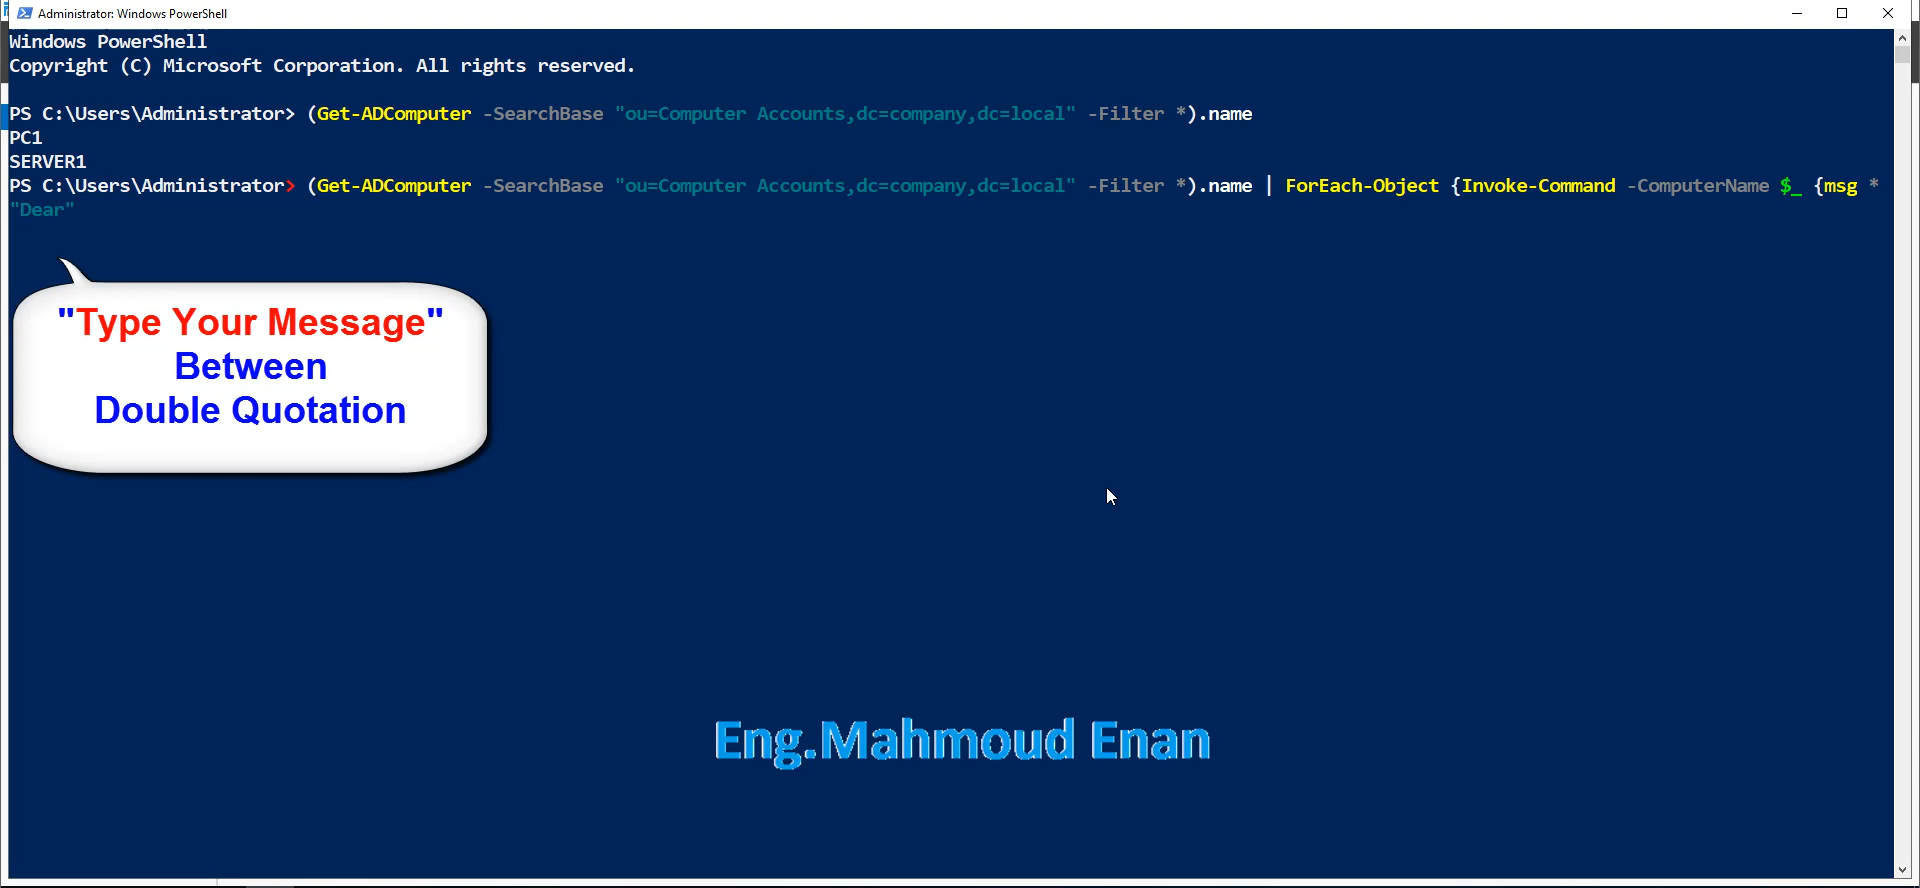 Administrator: Windows PowerShell
Windows PowerShell
Copyright (C) Microsoft Corporation. All rights reserved.
PS C:\Users\Administrator> (Get-ADComputer -SearchBase "ou=Computer Accounts,dc=company,dc=local" -Filter *).name
PC1
SERVER1
PS C:\Users\Administrator> (Get-ADComputer -SearchBase "ou=Computer Accounts,dc=company,dc=local" -Filter *).name | ForEach-Object {Invoke-Command -ComputerName $_ {msg *
"Dear"
"Type Your Message"
Between
Double Quotation
Eng.Mahmoud Enan